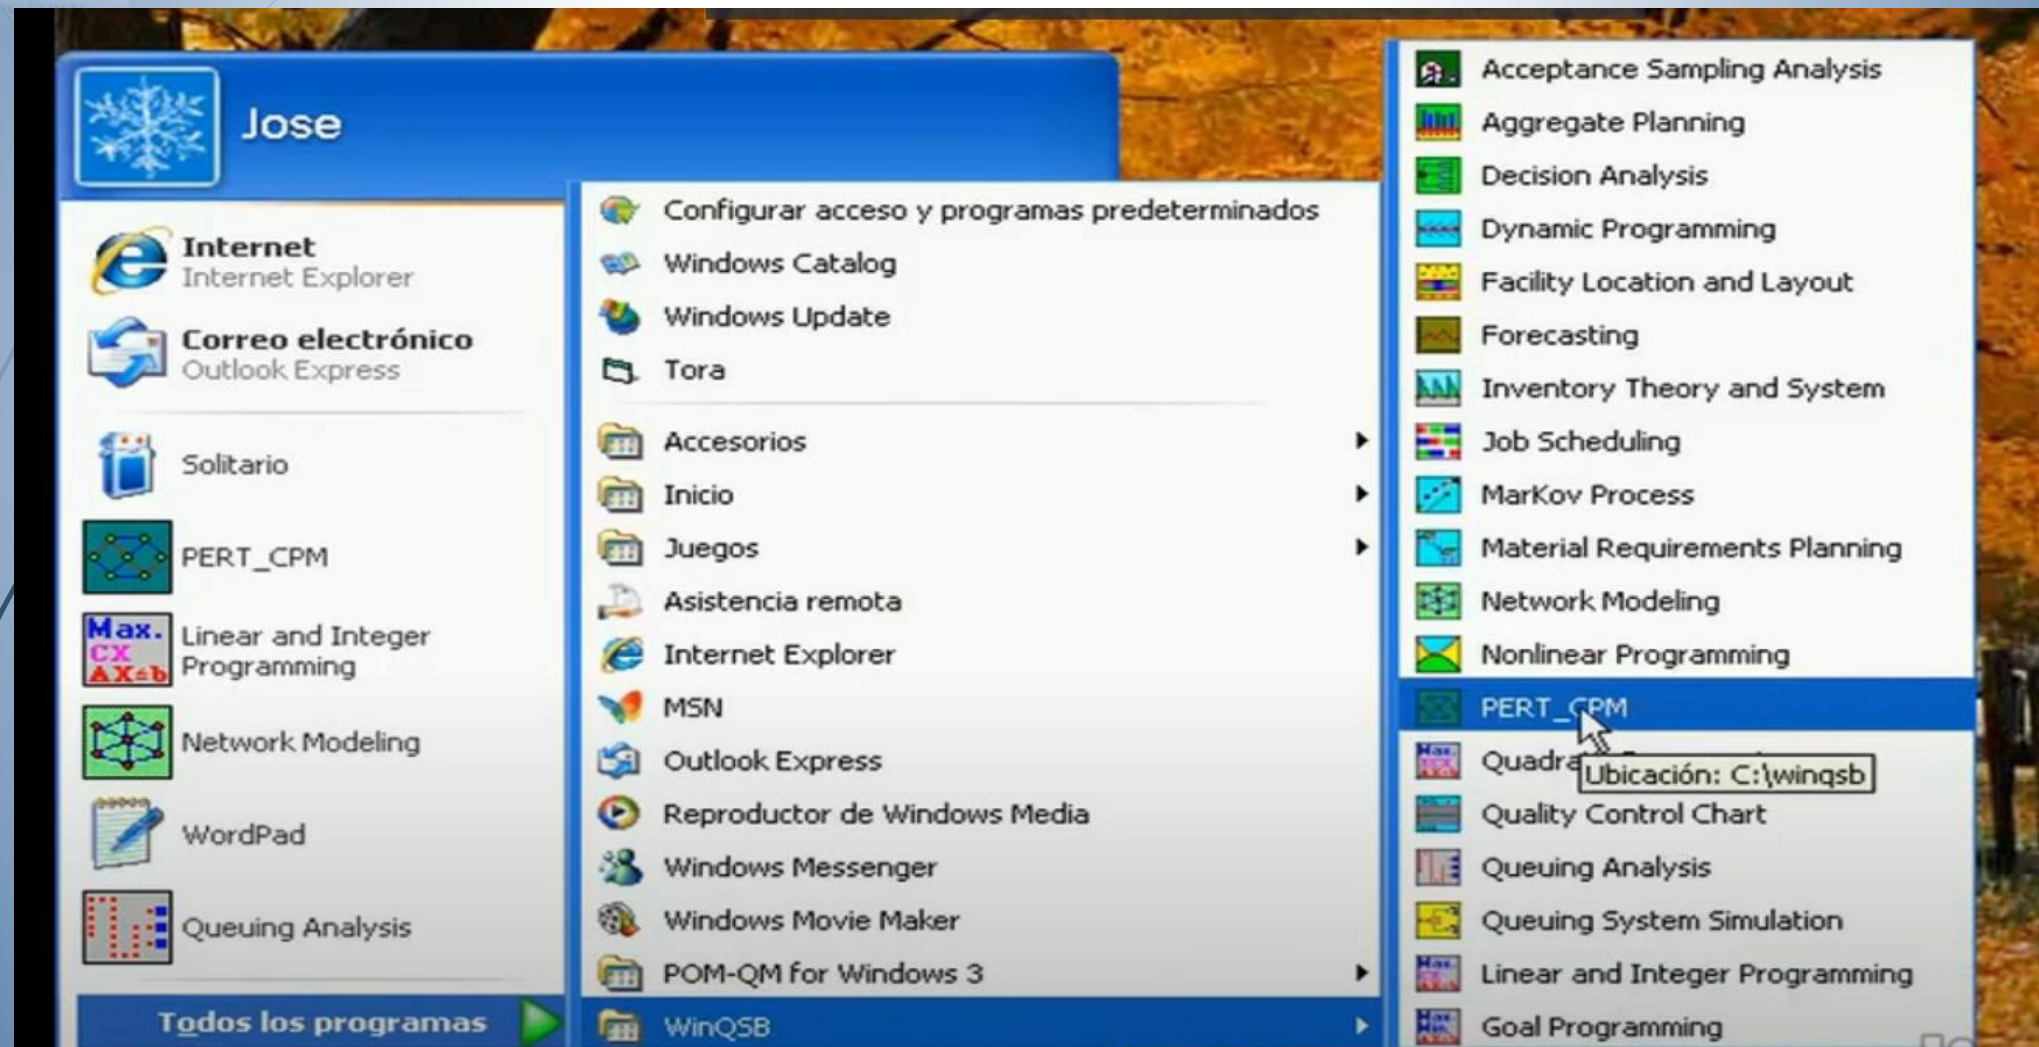 Jose
Internet
Internet Explorer
Correo electrónico
Outlook Express
Solitario
PERT_CPM
Max.
CX
AX≤b
Linear and Integer
Programming
Network Modeling
WordPad
Queuing Analysis
Todos los programas
Configurar acceso y programas predeterminados
Windows Catalog
Windows Update
Tora
Accesorios
Inicio
Juegos
Asistencia remota
Internet Explorer
MSN
Outlook Express
Reproductor de Windows Media
Windows Messenger
Windows Movie Maker
POM-QM for Windows 3
WinQSB
Acceptance Sampling Analysis
Aggregate Planning
Decision Analysis
Dynamic Programming
Facility Location and Layout
Forecasting
Inventory Theory and System
Job Scheduling
MarKov Process
Material Requirements Planning
Network Modeling
Nonlinear Programming
PERT_CPM
Ubicación: C:\winqsb
Quality Control Chart
Queuing Analysis
Queuing System Simulation
Linear and Integer Programming
Goal Programming